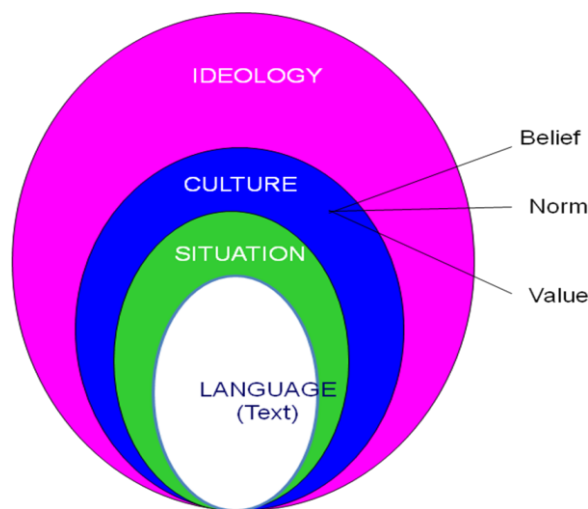 IDEOLOGY
Belief
CULTURE
Norm
SITUATION
Value
LANGUAGE
(Text)